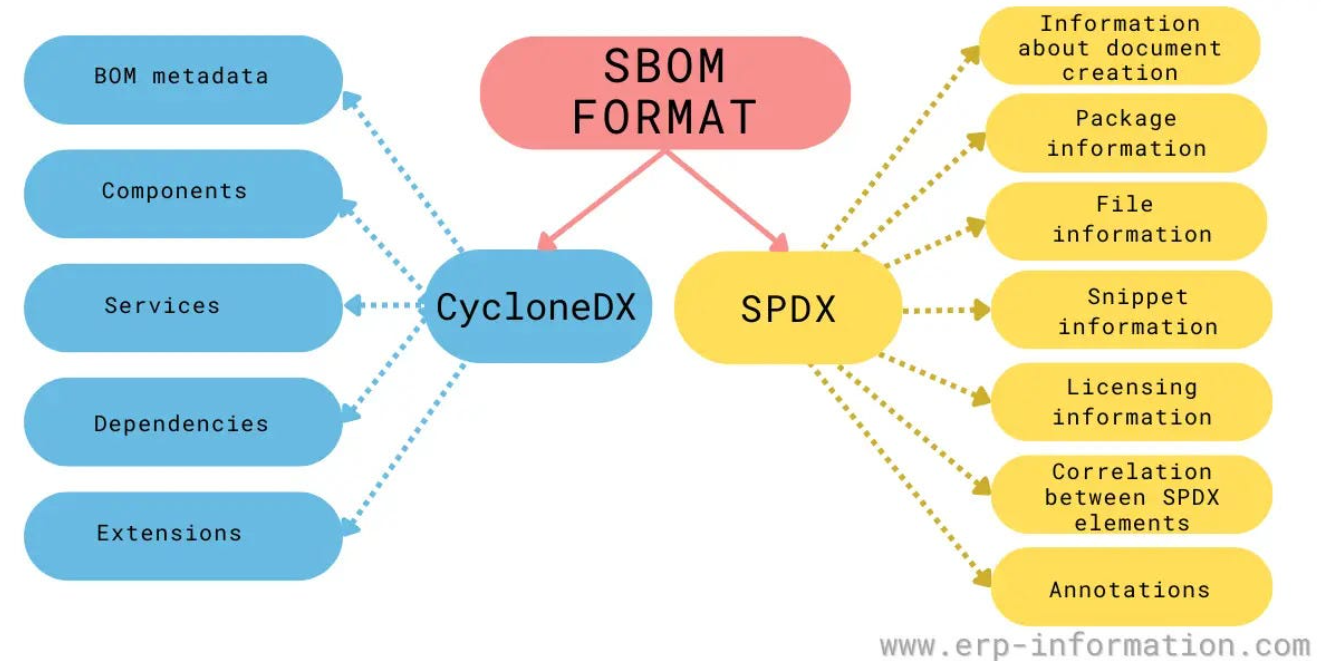 SBOM
FORMAT
BOM metadata
Components
Services
Dependencies
Extensions
CycloneDX
SPDX
Information
about document
creation
Package
information
File
information
Snippet
information
Licensing
information
Correlation
between SPDX
elements
Annotations
www.erp-information.com